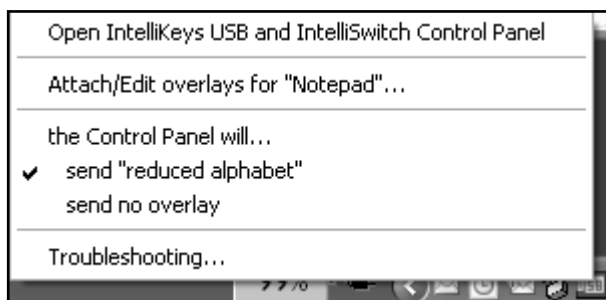 Open IntelliKeys USB and IntelliSwitch Control Panel
Attach/Edit overlays for "Notepad"...
the Control Panel will...
send "reduced alphabet"
send no overlay
Troubleshooting...
99%